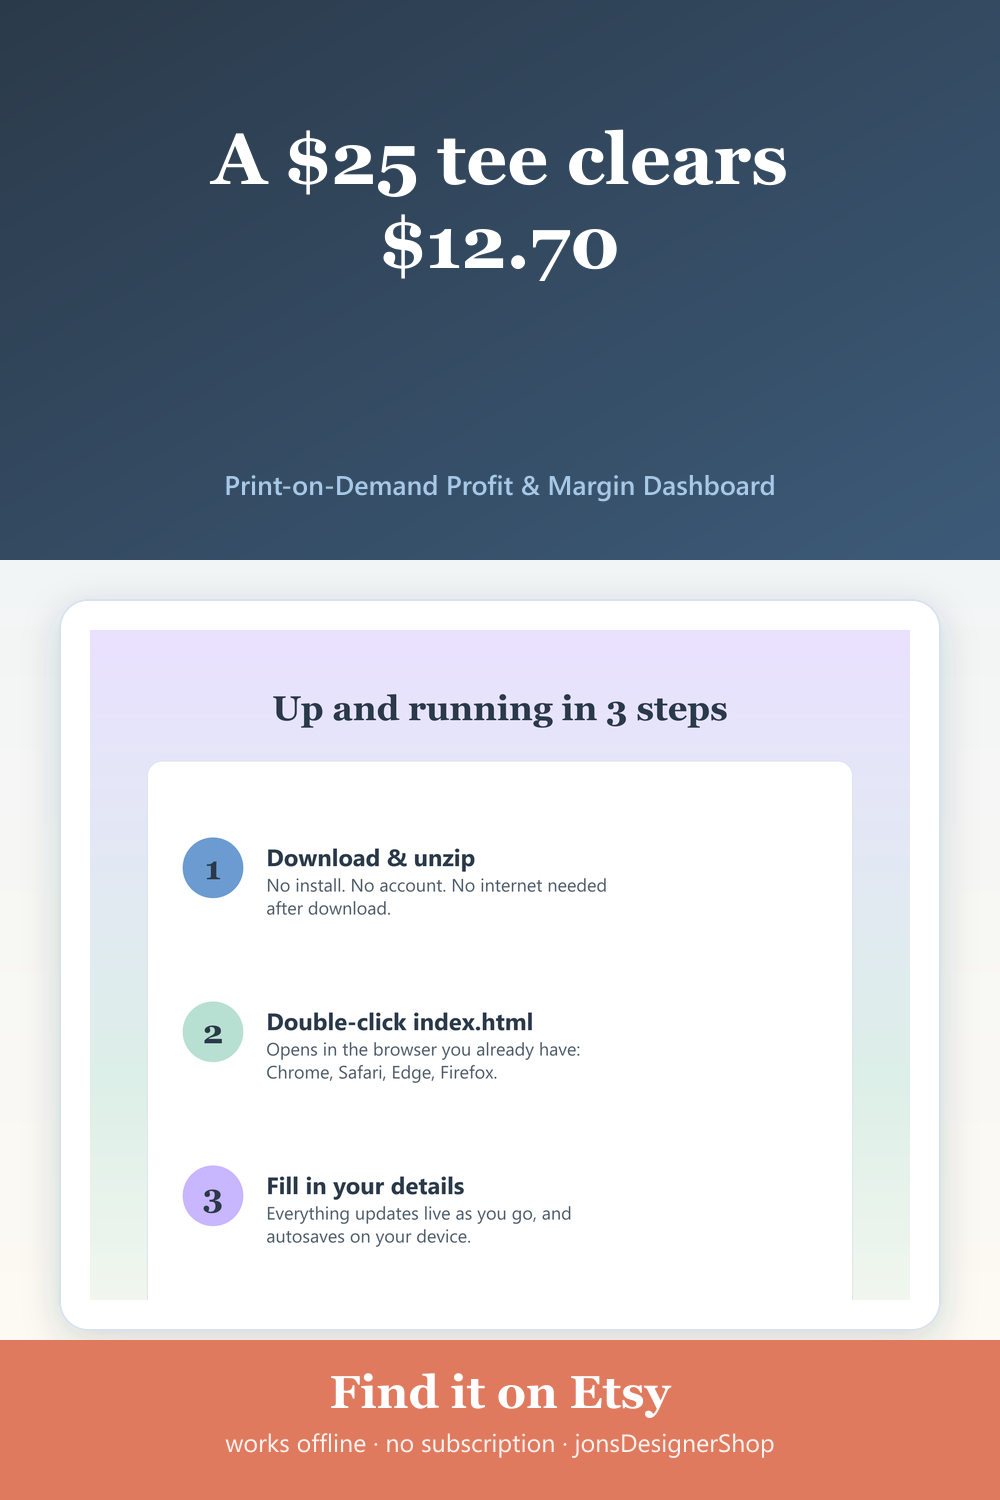 A $25 tee clears
$12.70
Print-on-Demand Profit & Margin Dashboard
Up and running in 3 steps
1
Download & unzip
No install. No account. No internet needed
after download.
2
Double-click index.html
Opens in the browser you already have:
Chrome, Safari, Edge, Firefox.
3
Fill in your details
Everything updates live as you go, and
autosaves on your device.
Find it on Etsy
works offline · no subscription · jonsDesignerShop